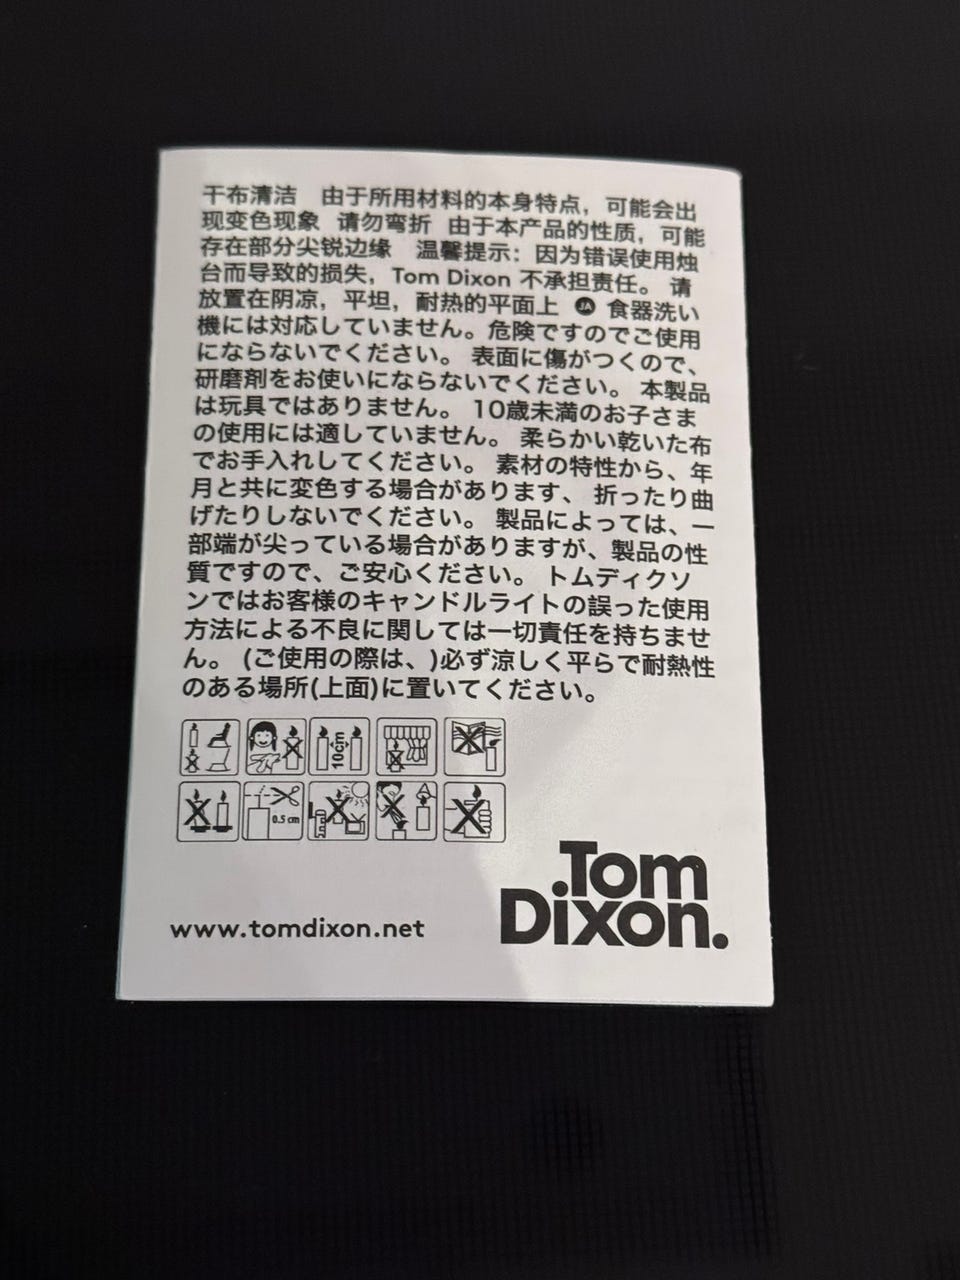 干布清洁 由于所用材料的本身特点，可能会出
现变色现象 请勿弯折 由于本产品的性质，可能
存在部分尖锐边缘 温馨提示：因为错误使用烛
台而导致的损失，Tom Dixon 不承担责任。 请
放置在阴凉，平坦，耐热的平面上 JA 食器洗い
機には対応していません。危険ですのでご使用
にならないでください。 表面に傷がつくので、
研磨剤をお使いにならないでください。 本製品
は玩具ではありません。 10歳未満のお子さま
の使用には適していません。 柔らかい乾いた布
でお手入れしてください。 素材の特性から、年
月と共に変色する場合があります、 折ったり曲
げたりしないでください。 製品によっては、一
部端が尖っている場合がありますが、製品の性
質ですので、ご安心ください。 トムディクソ
ンではお客様のキャンドルライトの誤った使用
方法による不良に関しては一切責任を持ちませ
ん。 (ご使用の際は、)必ず涼しく平らで耐熱性
のある場所(上面)に置いてください。
10cm
0.5 cm
Tom
Dixon.
www.tomdixon.net